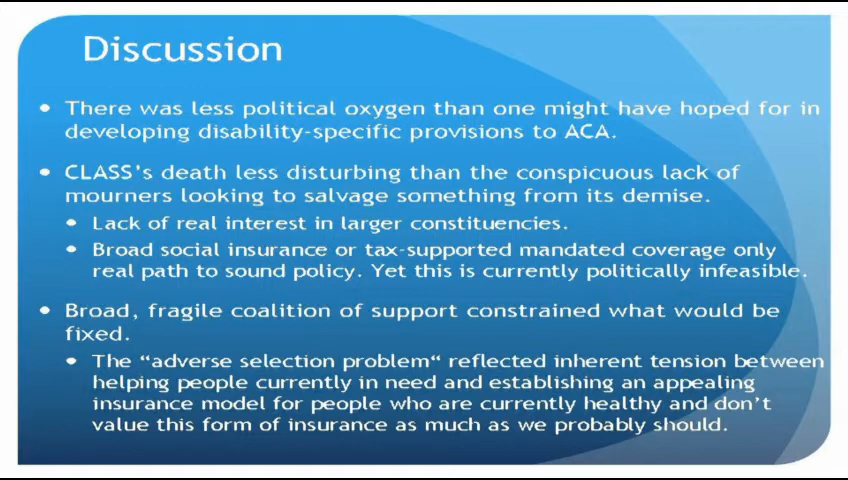 Discussion
• There was less political oxygen than one might have hoped for in
developing disability-specific provisions to ACA.
• CLASS's death less disturbing than the conspicuous lack of
mourners looking to salvage something from its demise.
• Lack of real interest in larger constituencies.
• Broad social insurance or tax-supported mandated coverage only
real path to sound policy. Yet this is currently politically infeasible.
• Broad, fragile coalition of support constrained what would be
fixed.
• The “adverse selection problem“ reflected inherent tension between
helping people currently in need and establishing an appealing
insurance model for people who are currently healthy and don't
value this form of insurance as much as we probably should.